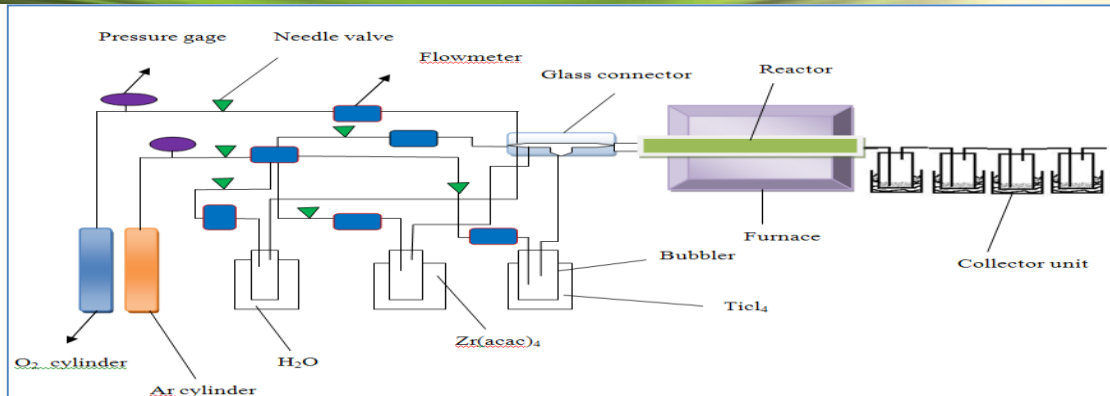 Pressure gage
Needle valve
Flowmeter
Glass connector
Reactor
Furnace
Bubbler
Collector unit
Ticl₄
Zr(acac)₄
H₂O
O₂ cylinder
Ar cylinder